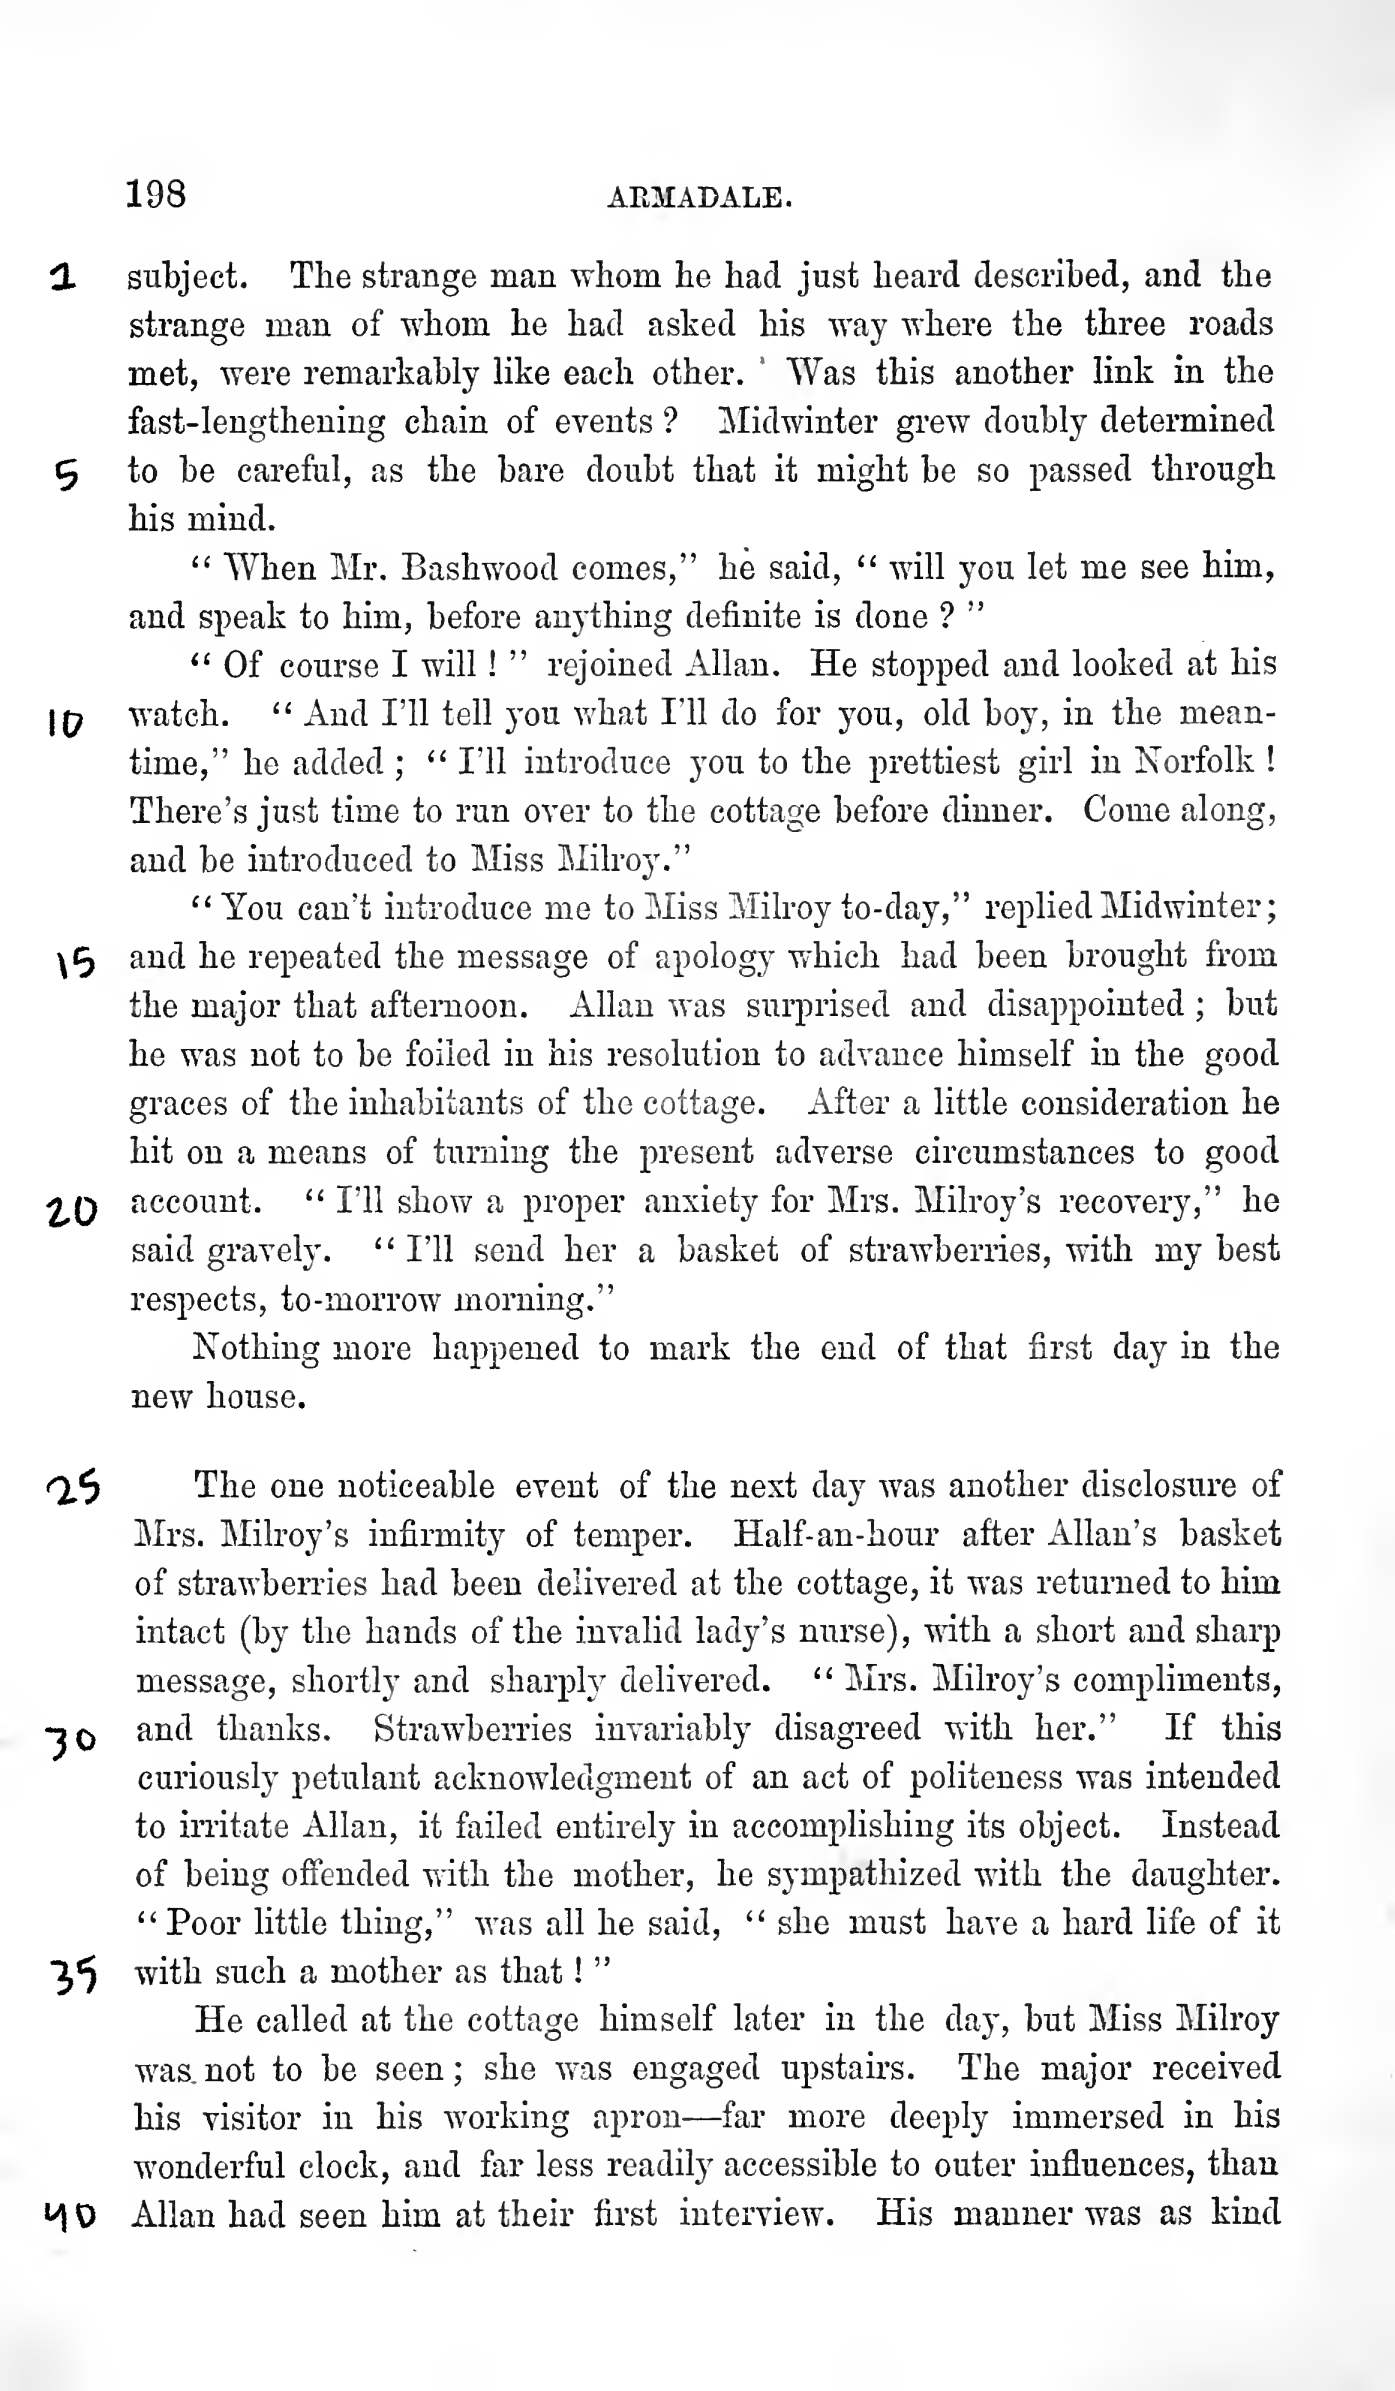 198 ARMADALE.
1 subject. The strange man whom he had just heard described, and the
strange man of whom he had asked his way where the three roads
met, were remarkably like each other. Was this another link in the
fast-lengthening chain of events ? Midwinter grew doubly determined
5 to be careful, as the bare doubt that it might be so passed through
his mind.
“ When Mr. Bashwood comes,” he said, “ will you let me see him,
and speak to him, before anything definite is done ? ”
“ Of course I will ! ” rejoined Allan. He stopped and looked at his
10 watch. “ And I’ll tell you what I’ll do for you, old boy, in the mean-
time,” he added ; “ I’ll introduce you to the prettiest girl in Norfolk !
There’s just time to run over to the cottage before dinner. Come along,
and be introduced to Miss Milroy.”
“ You can’t introduce me to Miss Milroy to-day,” replied Midwinter ;
15 and he repeated the message of apology which had been brought from
the major that afternoon. Allan was surprised and disappointed ; but
he was not to be foiled in his resolution to advance himself in the good
graces of the inhabitants of the cottage. After a little consideration he
hit on a means of turning the present adverse circumstances to good
20 account. “ I’ll show a proper anxiety for Mrs. Milroy’s recovery,” he
said gravely. “ I’ll send her a basket of strawberries, with my best
respects, to-morrow morning.”
Nothing more happened to mark the end of that first day in the
new house.
25 The one noticeable event of the next day was another disclosure of
Mrs. Milroy’s infirmity of temper. Half-an-hour after Allan’s basket
of strawberries had been delivered at the cottage, it was returned to him
intact (by the hands of the invalid lady’s nurse), with a short and sharp
message, shortly and sharply delivered. “ Mrs. Milroy’s compliments,
30 and thanks. Strawberries invariably disagreed with her.” If this
curiously petulant acknowledgment of an act of politeness was intended
to irritate Allan, it failed entirely in accomplishing its object. Instead
of being offended with the mother, he sympathized with the daughter.
“ Poor little thing,” was all he said, “ she must have a hard life of it
35 with such a mother as that ! ”
He called at the cottage himself later in the day, but Miss Milroy
was not to be seen ; she was engaged upstairs. The major received
his visitor in his working apron—far more deeply immersed in his
wonderful clock, and far less readily accessible to outer influences, than
40 Allan had seen him at their first interview. His manner was as kind